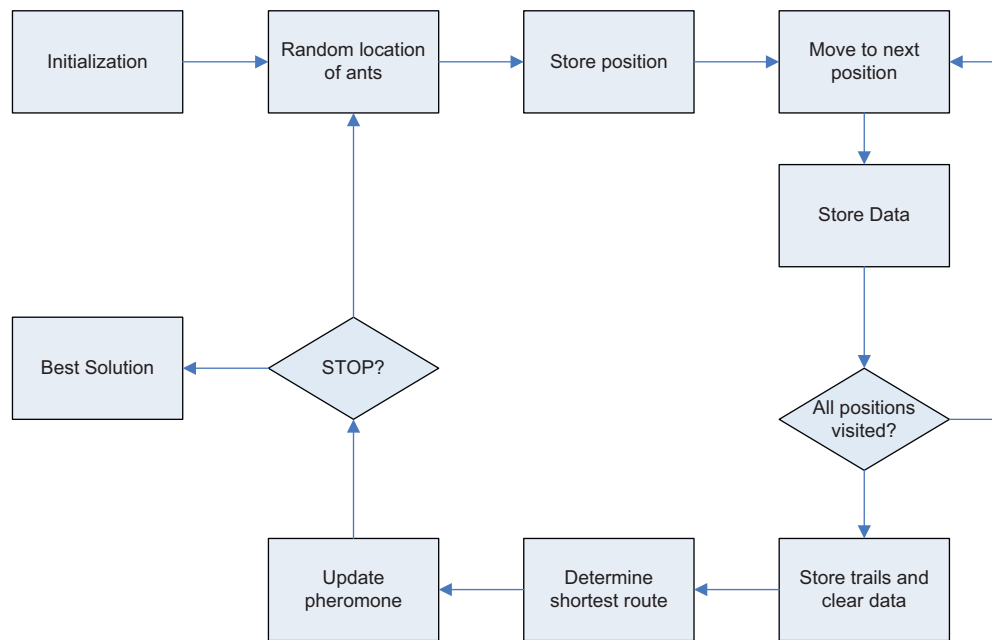 Initialization
Random location
of ants
Store position
Move to next
position
Store Data
Best Solution
STOP?
All positions
visited?
Update
pheromone
Determine
shortest route
Store trails and
clear data